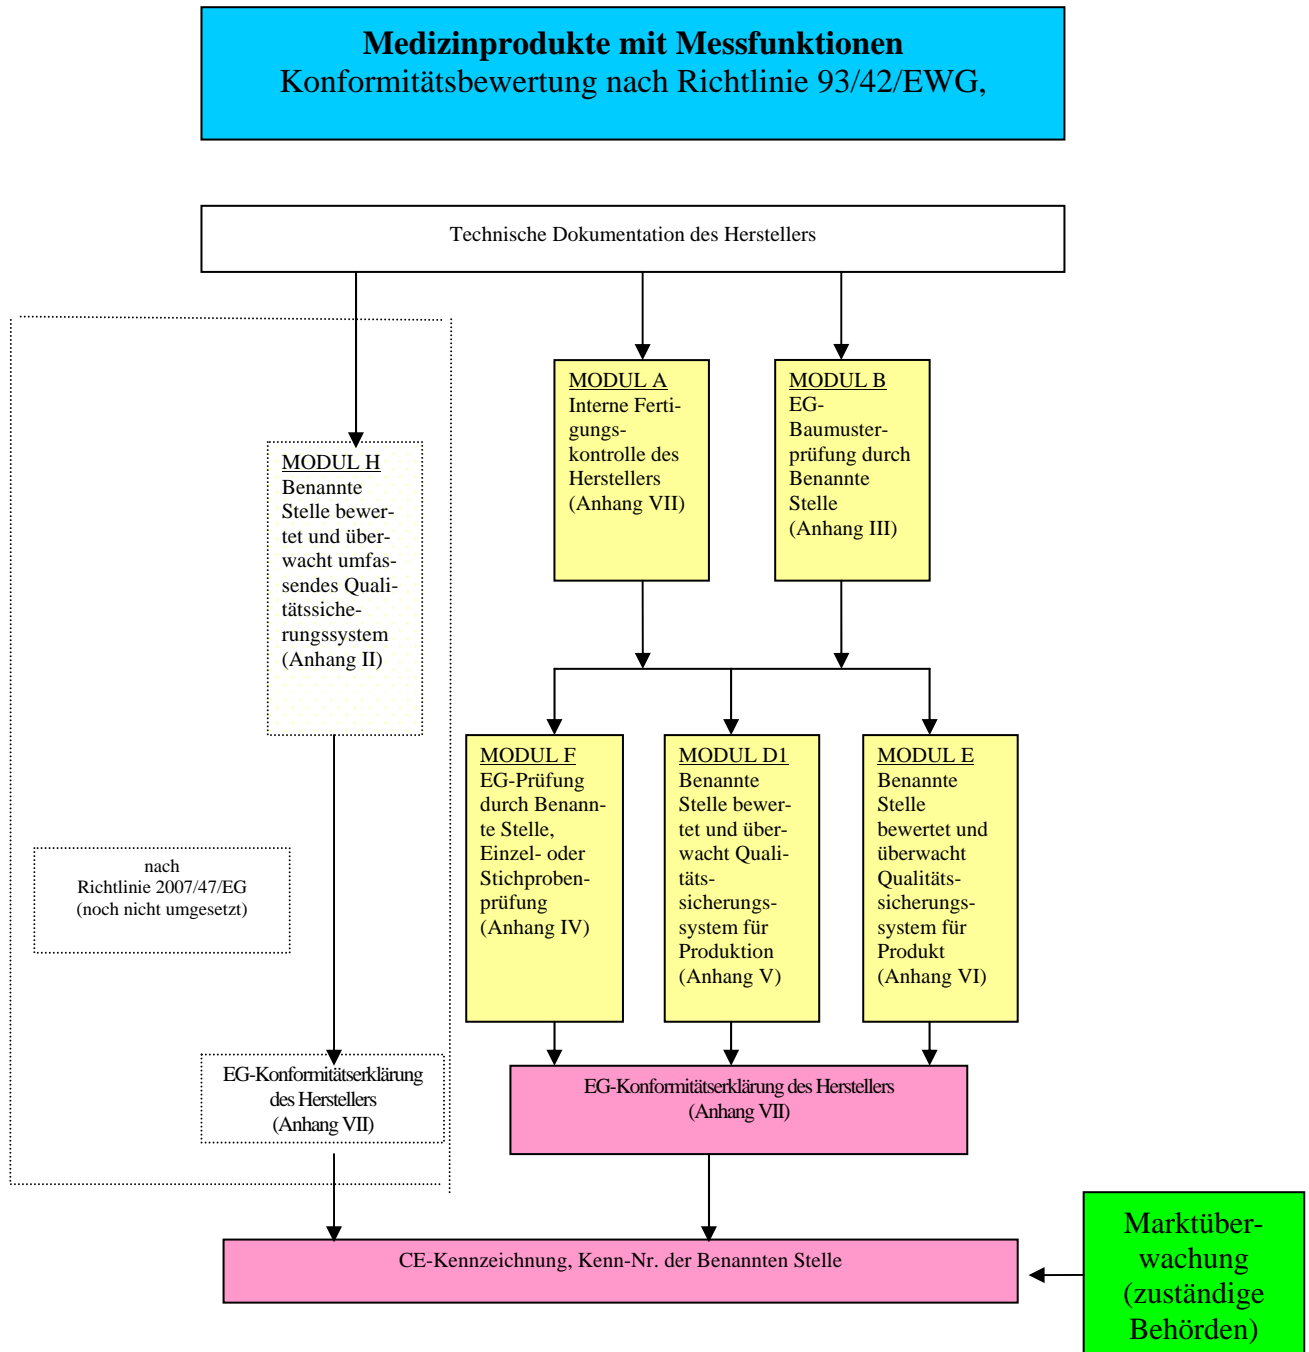 Medizinprodukte mit Messfunktionen
Konformitätsbewertung nach Richtlinie 93/42/EWG,
Technische Dokumentation des Herstellers
MODUL A
Interne Ferti-
gungs-
kontrolle des
Herstellers
(Anhang VII)
MODUL B
EG-
Baumuster-
prüfung durch
Benannte
Stelle
(Anhang III)
MODUL H
Benannte
Stelle bewer-
tet und über-
wacht umfas-
sendes Quali-
tätssiche-
rungssystem
(Anhang II)
MODUL F
EG-Prüfung
durch Benann-
te Stelle,
Einzel- oder
Stichproben-
prüfung
(Anhang IV)
MODUL D1
Benannte
Stelle bewer-
tet und über-
wacht Quali-
täts-
sicherungs-
system für
Produktion
(Anhang V)
MODUL E
Benannte
Stelle
bewertet und
überwacht
Qualitäts-
sicherungs-
system für
Produkt
(Anhang VI)
nach
Richtlinie 2007/47/EG
(noch nicht umgesetzt)
EG-Konformitätserklärung
des Herstellers
(Anhang VII)
EG-Konformitätserklärung des Herstellers
(Anhang VII)
CE-Kennzeichnung, Kenn-Nr. der Benannten Stelle
Marktüber-
wachung
(zuständige
Behörden)